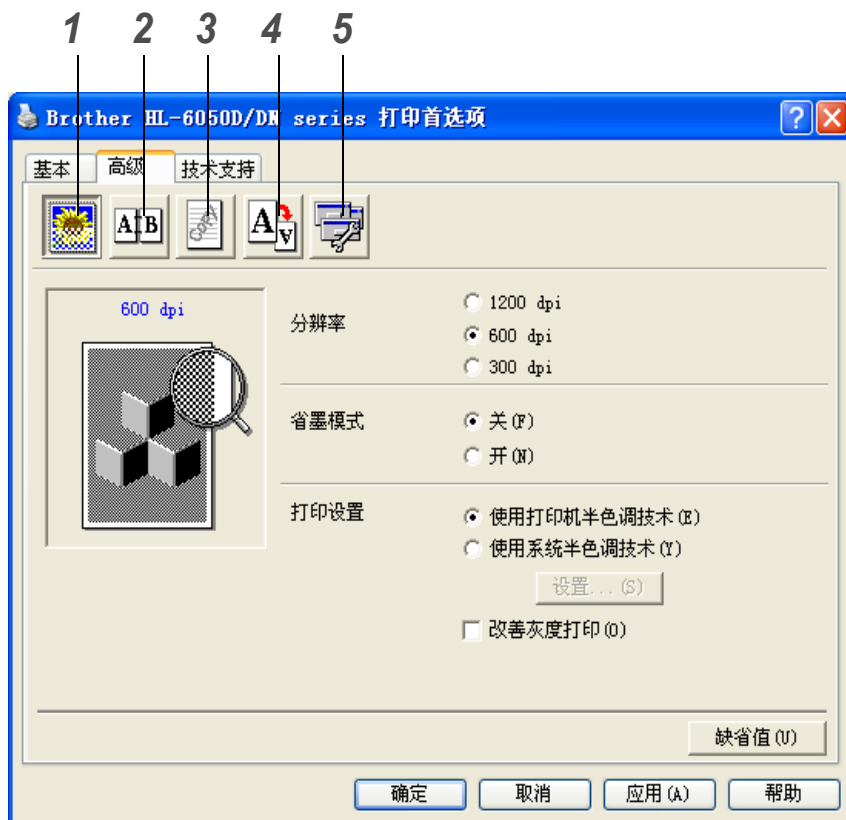 1 2 3 4 5
Brother HL-6050D/DN series 打印首选项
基本 高级 技术支持
A B COPY A A
600 dpi
分辨率
1200 dpi
600 dpi
300 dpi
省墨模式
关(F)
开(N)
打印设置
使用打印机半色调技术(E)
使用系统半色调技术(Y)
设置...(S)
改善灰度打印(O)
缺省值(U)
确定 取消 应用(A) 帮助